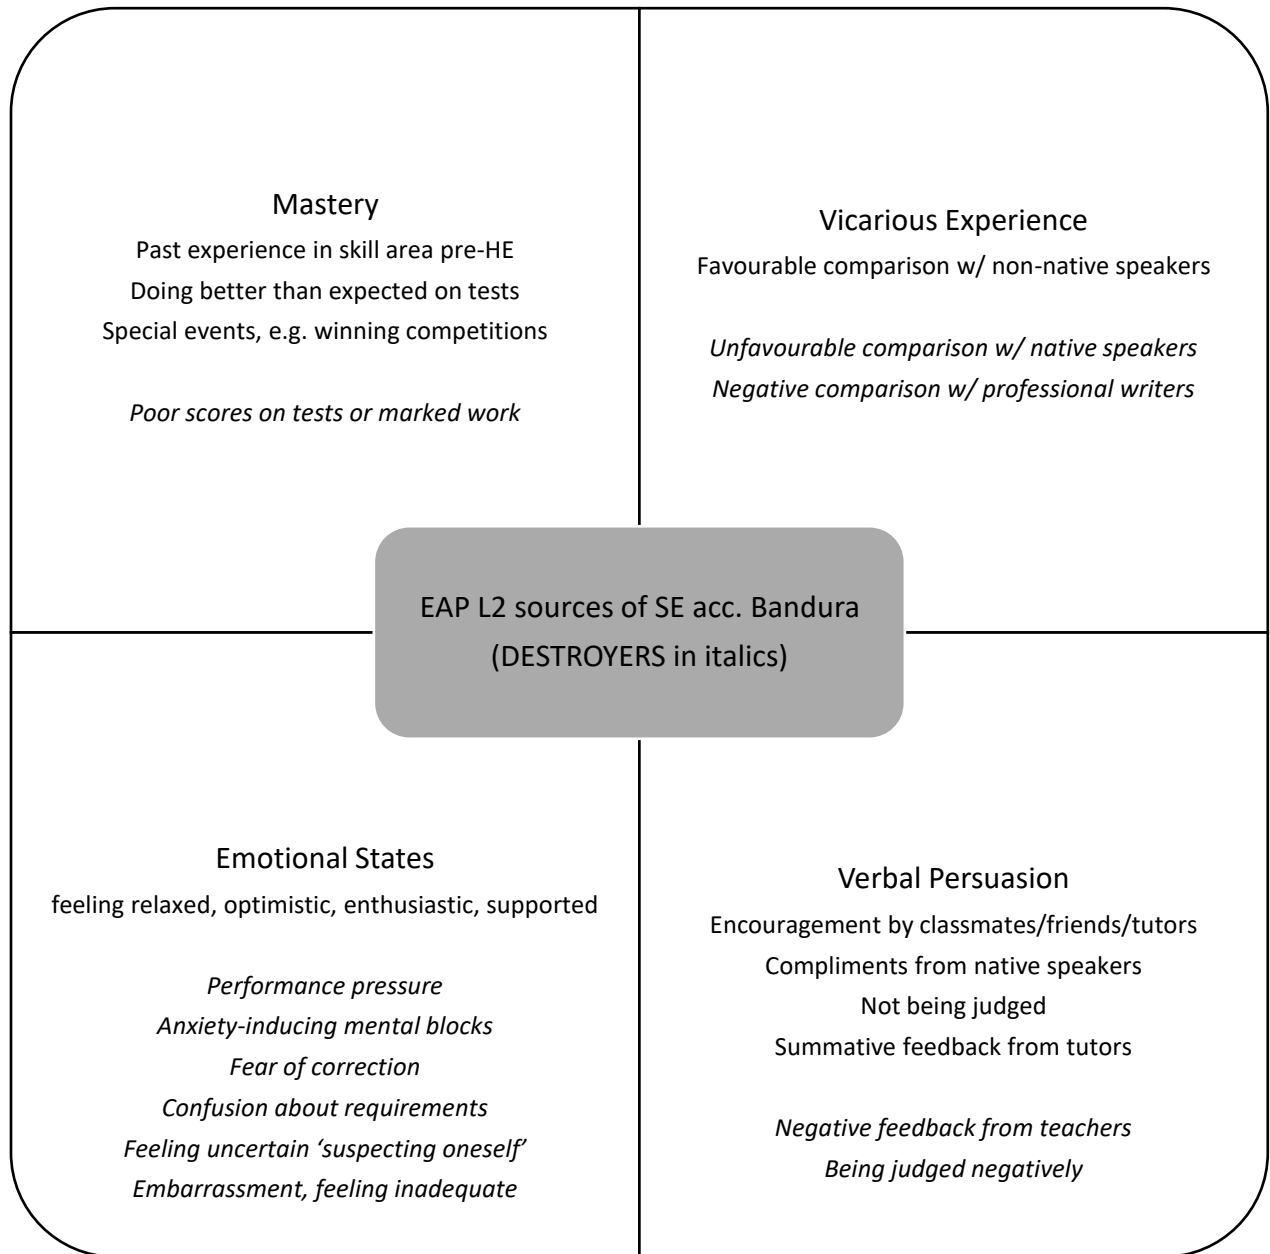 Mastery
Past experience in skill area pre-HE
Doing better than expected on tests
Special events, e.g. winning competitions
Poor scores on tests or marked work
Vicarious Experience
Favourable comparison w/ non-native speakers
Unfavourable comparison w/ native speakers
Negative comparison w/ professional writers
EAP L2 sources of SE acc. Bandura
(DESTROYERS in italics)
Emotional States
feeling relaxed, optimistic, enthusiastic, supported
Performance pressure
Anxiety-inducing mental blocks
Fear of correction
Confusion about requirements
Feeling uncertain ‘suspecting oneself’
Embarrassment, feeling inadequate
Verbal Persuasion
Encouragement by classmates/friends/tutors
Compliments from native speakers
Not being judged
Summative feedback from tutors
Negative feedback from teachers
Being judged negatively